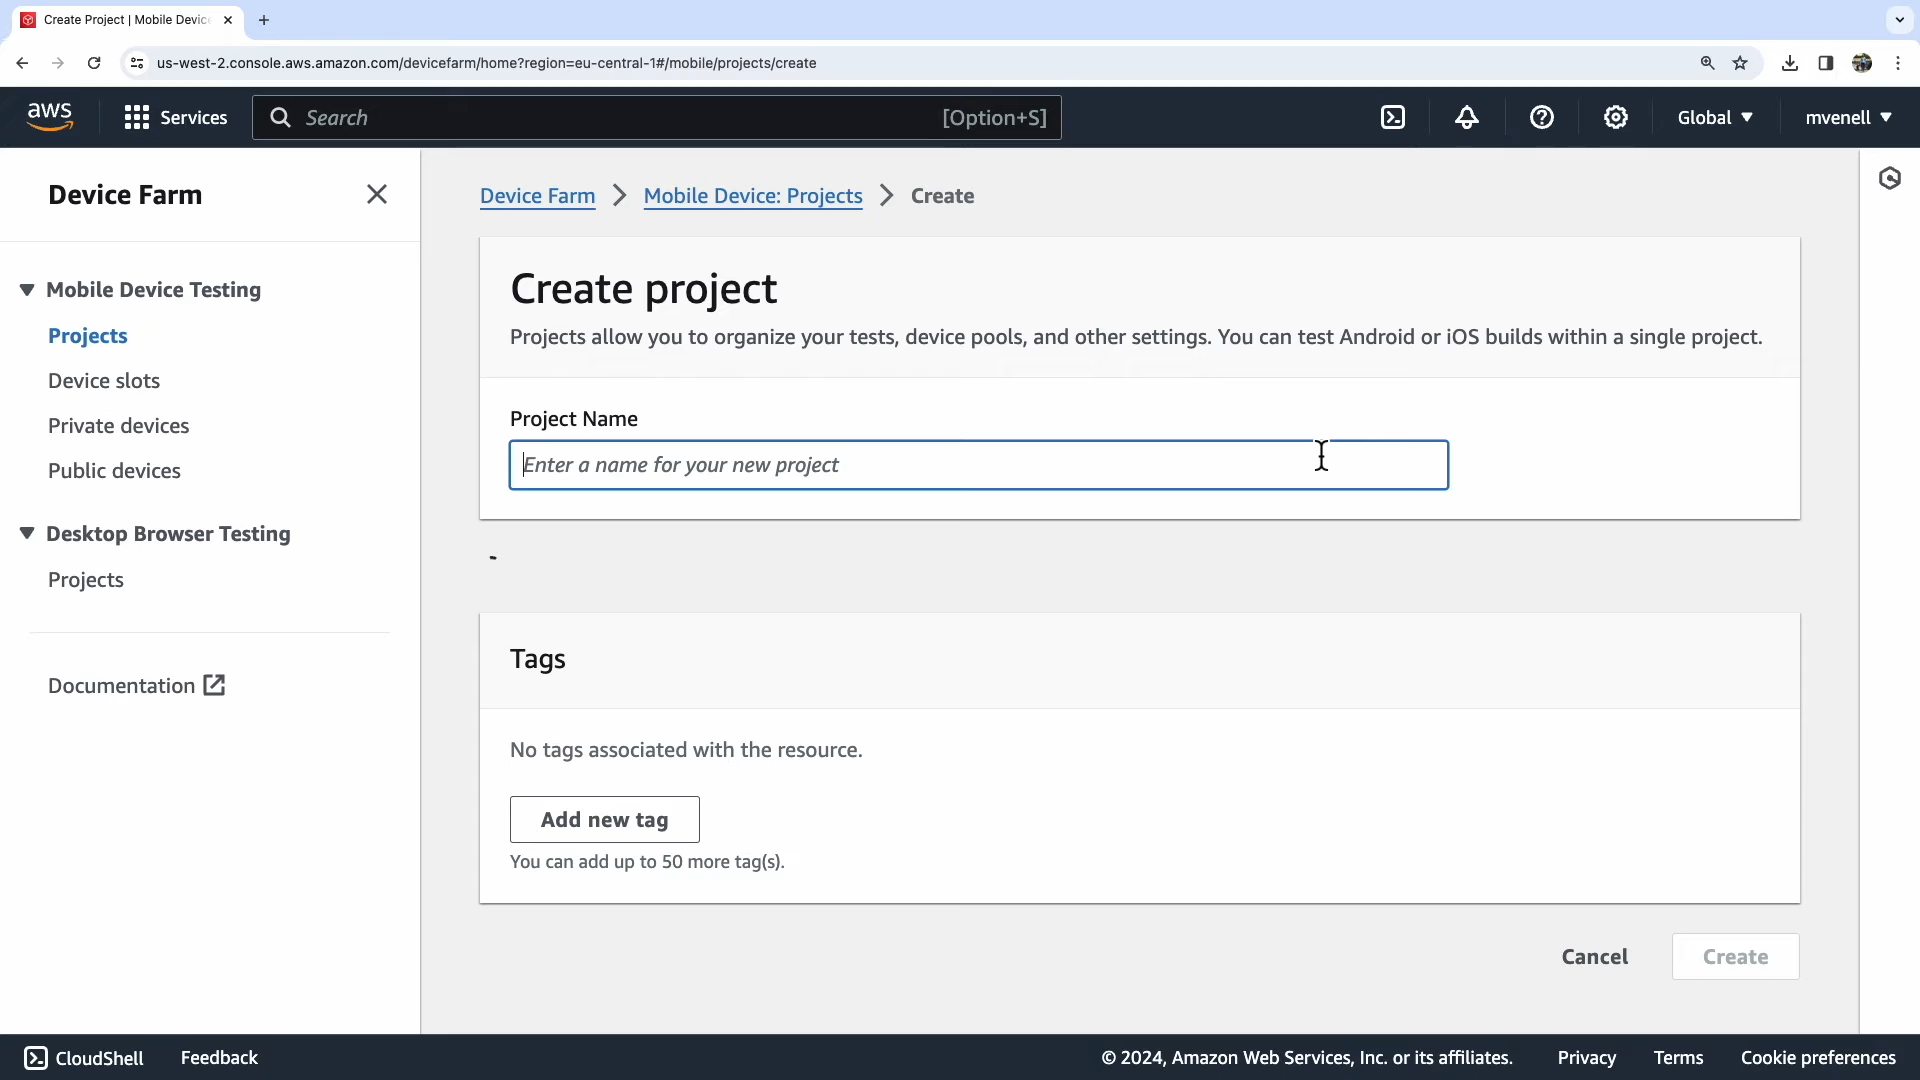 Create Project | Mobile Device
us-west-2.console.aws.amazon.com/devicefarm/home?region=eu-central-1#/mobile/projects/create
aws
Services
Search
[Option+S]
Global
mvenell
Device Farm
Mobile Device Testing
Projects
Device slots
Private devices
Public devices
Desktop Browser Testing
Projects
Documentation
Device Farm > Mobile Device: Projects > Create
Create project
Projects allow you to organize your tests, device pools, and other settings. You can test Android or iOS builds within a single project.
Project Name
Enter a name for your new project
-
Tags
No tags associated with the resource.
Add new tag
You can add up to 50 more tag(s).
Cancel
Create
CloudShell
Feedback
© 2024, Amazon Web Services, Inc. or its affiliates.
Privacy
Terms
Cookie preferences